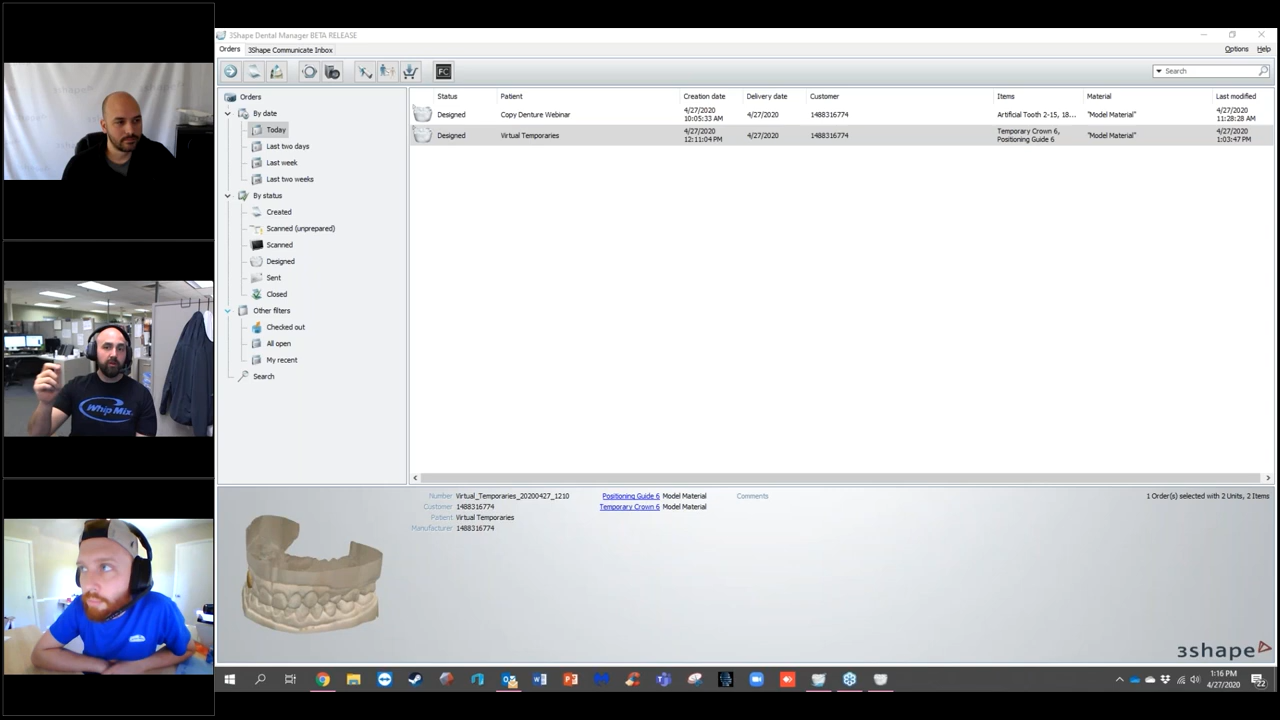 3Shape Dental Manager BETA RELEASE
Orders 3Shape Communicate Inbox Options Help
FC Search
Orders
By date
Today
Last two days
Last week
Last two weeks
By status
Created
Scanned (unprepared)
Scanned
Designed
Sent
Closed
Other filters
Checked out
All open
My recent
Search
Status Patient Creation date Delivery date Customer Items Material Last modified
Designed Copy Denture Webinar 4/27/2020 10:05:33 AM 4/27/2020 1488316774 Artificial Tooth 2-15, 18... "Model Material" 4/27/2020 11:28:28 AM
Designed Virtual Temporaries 4/27/2020 12:11:04 PM 4/27/2020 1488316774 Temporary Crown 6, Positioning Guide 6 "Model Material" 4/27/2020 1:03:47 PM
Number Virtual_Temporaries_20200427_1210 Positioning Guide 6 Model Material Comments 1 Order(s) selected with 2 Units, 2 Items
Customer 1488316774 Temporary Crown 6 Model Material
Patient Virtual Temporaries
Manufacturer 1488316774
3shape
Whip Mix
1:16 PM
4/27/2020
22